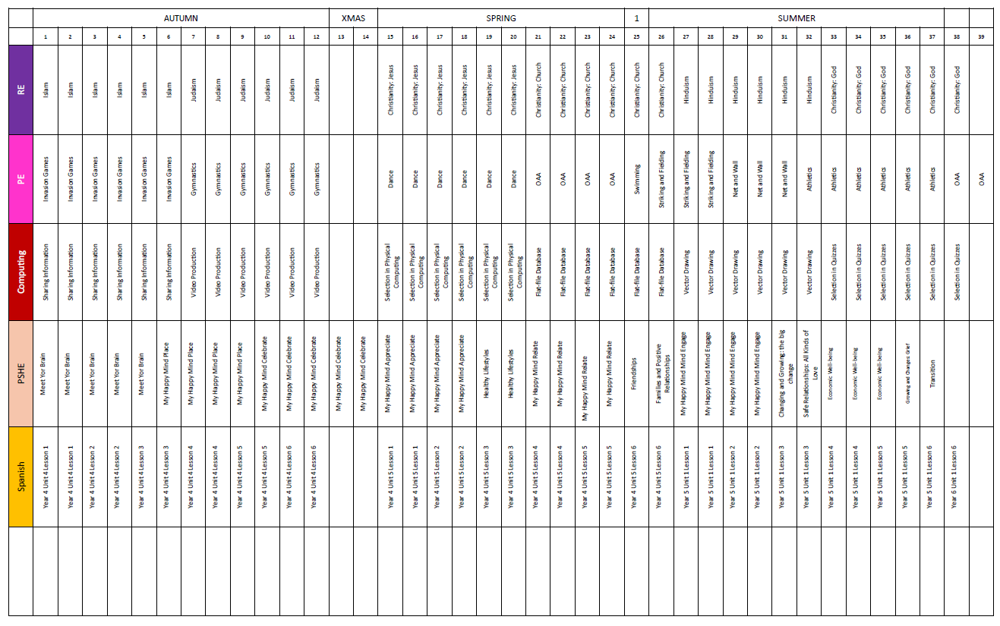 AUTUMN XMAS SPRING 1 SUMMER
1 2 3 4 5 6 7 8 9 10 11 12 13 14 15 16 17 18 19 20 21 22 23 24 25 26 27 28 29 30 31 32 33 34 35 36 37 38 39
RE
Islam
Islam
Islam
Islam
Islam
Islam
Judaism
Judaism
Judaism
Judaism
Judaism
Judaism
Christianity: Jesus
Christianity: Jesus
Christianity: Jesus
Christianity: Jesus
Christianity: Jesus
Christianity: Jesus
Christianity: Church
Christianity: Church
Christianity: Church
Christianity: Church
Christianity: Church
Christianity: Church
Hinduism
Hinduism
Hinduism
Hinduism
Hinduism
Hinduism
Christianity: God
Christianity: God
Christianity: God
Christianity: God
Christianity: God
Christianity: God
PE
Invasion Games
Invasion Games
Invasion Games
Invasion Games
Invasion Games
Invasion Games
Gymnastics
Gymnastics
Gymnastics
Gymnastics
Gymnastics
Gymnastics
Dance
Dance
Dance
Dance
Dance
Dance
OAA
OAA
OAA
OAA
Swimming
Striking and Fielding
Striking and Fielding
Striking and Fielding
Net and Wall
Net and Wall
Net and Wall
Athletics
Athletics
Athletics
Athletics
Athletics
Athletics
OAA
OAA
Computing
Sharing Information
Sharing Information
Sharing Information
Sharing Information
Sharing Information
Sharing Information
Video Production
Video Production
Video Production
Video Production
Video Production
Video Production
Selection in Physical
Computing
Selection in Physical
Computing
Selection in Physical
Computing
Selection in Physical
Computing
Selection in Physical
Computing
Selection in Physical
Computing
Flat-file Database
Flat-file Database
Flat-file Database
Flat-file Database
Flat-file Database
Flat-file Database
Vector Drawing
Vector Drawing
Vector Drawing
Vector Drawing
Vector Drawing
Vector Drawing
Selection in Quizzes
Selection in Quizzes
Selection in Quizzes
Selection in Quizzes
Selection in Quizzes
Selection in Quizzes
PSHE
Meet Yor Brain
Meet Yor Brain
Meet Yor Brain
Meet Yor Brain
Meet Yor Brain
My Happy Mind Place
My Happy Mind Place
My Happy Mind Place
My Happy Mind Place
My Happy Mind Celebrate
My Happy Mind Celebrate
My Happy Mind Celebrate
My Happy Mind Celebrate
My Happy Mind Celebrate
My Happy Mind Appreciate
My Happy Mind Appreciate
My Happy Mind Appreciate
My Happy Mind Appreciate
Healthy Lifestyles
Healthy Lifestyles
My Happy Mind Relate
My Happy Mind Relate
My Happy Mind Relate
My Happy Mind Relate
Friendships
Families and Positive
Relationships
My Happy Mind Mind Engage
My Happy Mind Mind Engage
My Happy Mind Mind Engage
My Happy Mind Mind Engage
Changing and Growing: the big
change
Safe Relationships: All Kinds of
Love
Economic Well-being
Economic Well-being
Economic Well-being
Growing and Changes: Grief
Transition
Spanish
Year 4 Unit 4 Lesson 1
Year 4 Unit 4 Lesson 1
Year 4 Unit 4 Lesson 2
Year 4 Unit 4 Lesson 2
Year 4 Unit 4 Lesson 3
Year 4 Unit 4 Lesson 3
Year 4 Unit 4 Lesson 4
Year 4 Unit 4 Lesson 4
Year 4 Unit 4 Lesson 5
Year 4 Unit 4 Lesson 5
Year 4 Unit 4 Lesson 6
Year 4 Unit 4 Lesson 6
Year 4 Unit 5 Lesson 1
Year 4 Unit 5 Lesson 1
Year 4 Unit 5 Lesson 2
Year 4 Unit 5 Lesson 2
Year 4 Unit 5 Lesson 3
Year 4 Unit 5 Lesson 3
Year 4 Unit 5 Lesson 4
Year 4 Unit 5 Lesson 4
Year 4 Unit 5 Lesson 5
Year 4 Unit 5 Lesson 5
Year 4 Unit 5 Lesson 6
Year 4 Unit 5 Lesson 6
Year 5 Unit 1 Lesson 1
Year 5 Unit 1 Lesson 1
Year 5 Unit 1 Lesson 2
Year 5 Unit 1 Lesson 2
Year 5 Unit 1 Lesson 3
Year 5 Unit 1 Lesson 3
Year 5 Unit 1 Lesson 4
Year 5 Unit 1 Lesson 4
Year 5 Unit 1 Lesson 5
Year 5 Unit 1 Lesson 5
Year 5 Unit 1 Lesson 6
Year 6 Unit 1 Lesson 6